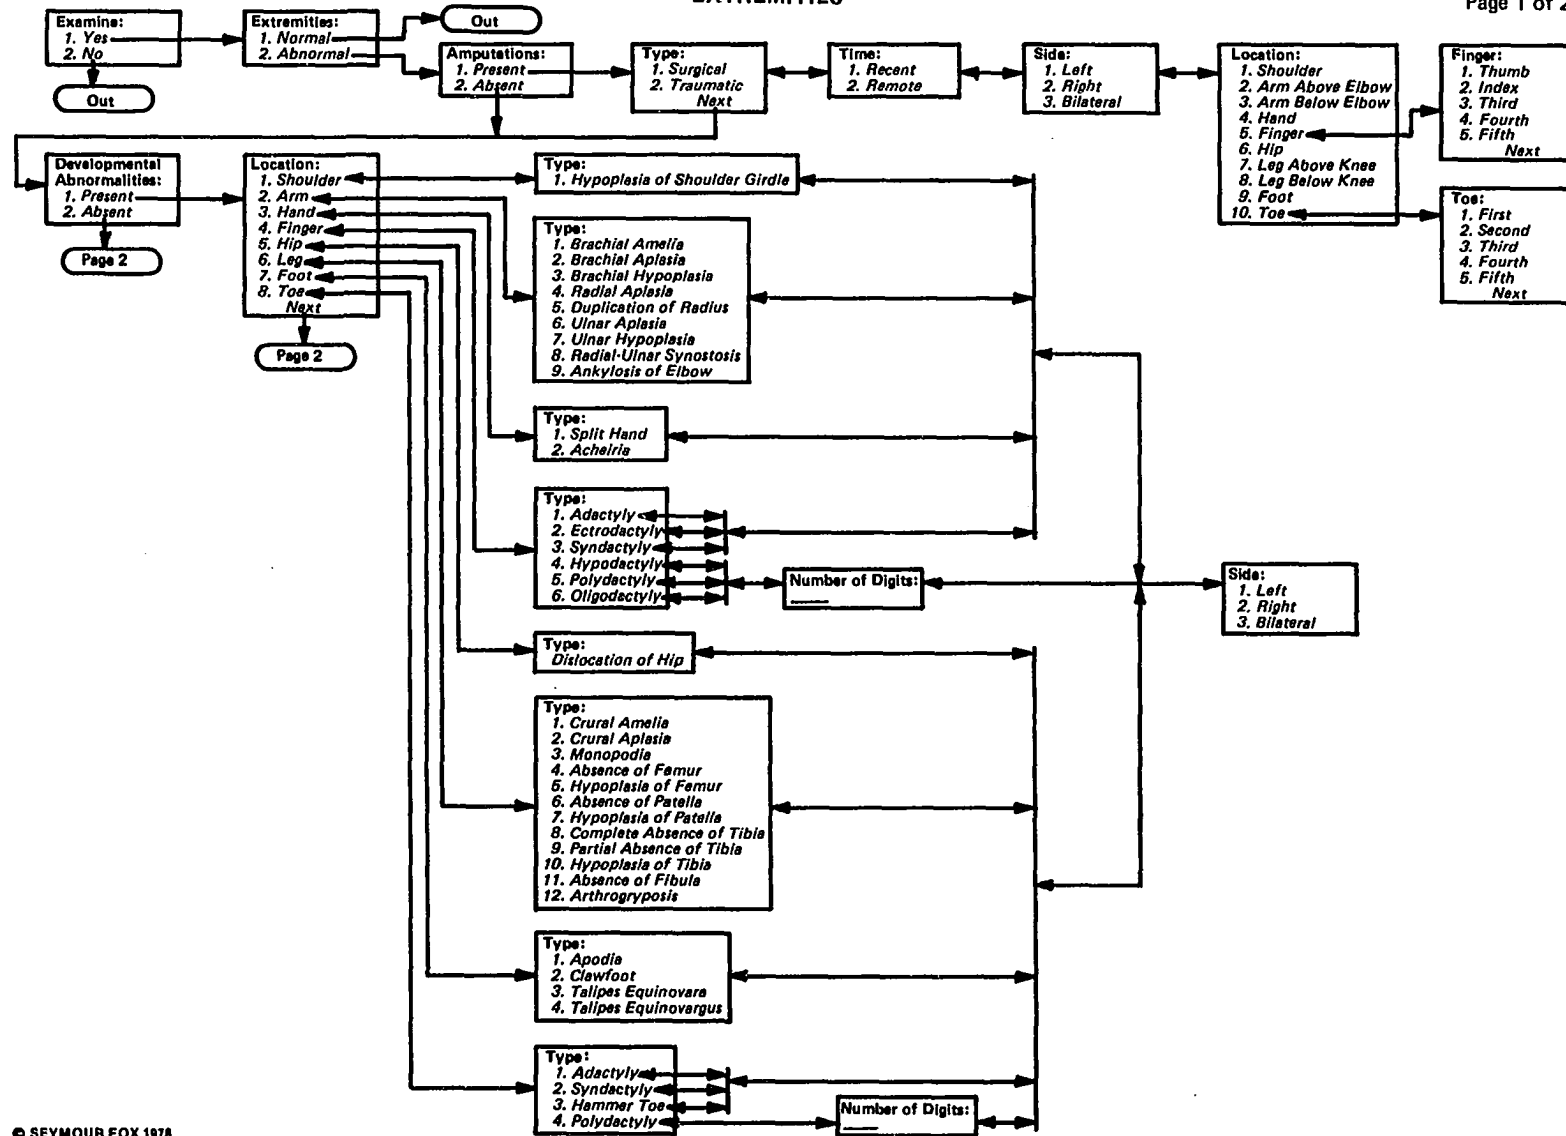 EXTREMITIES
Page 1 of 2
Examine:
1. Yes
2. No
Out
Extremities:
1. Normal
2. Abnormal
Out
Amputations:
1. Present
2. Absent
Type:
1. Surgical
2. Traumatic
Next
Time:
1. Recent
2. Remote
Side:
1. Left
2. Right
3. Bilateral
Location:
1. Shoulder
2. Arm Above Elbow
3. Arm Below Elbow
4. Hand
5. Finger
6. Hip
7. Leg Above Knee
8. Leg Below Knee
9. Foot
10. Toe
Finger:
1. Thumb
2. Index
3. Third
4. Fourth
5. Fifth
Next
Toe:
1. First
2. Second
3. Third
4. Fourth
5. Fifth
Next
Developmental
Abnormalities:
1. Present
2. Absent
Page 2
Location:
1. Shoulder
2. Arm
3. Hand
4. Finger
5. Hip
6. Leg
7. Foot
8. Toe
Next
Page 2
Type:
1. Hypoplasia of Shoulder Girdle
Type:
1. Brachial Amelia
2. Brachial Aplasia
3. Brachial Hypoplasia
4. Radial Aplasia
5. Duplication of Radius
6. Ulnar Aplasia
7. Ulnar Hypoplasia
8. Radial-Ulnar Synostosis
9. Ankylosis of Elbow
Type:
1. Split Hand
2. Acheiria
Type:
1. Adactyly
2. Ectrodactyly
3. Syndactyly
4. Hypodactyly
5. Polydactyly
6. Oligodactyly
Number of Digits:
Side:
1. Left
2. Right
3. Bilateral
Type:
Dislocation of Hip
Type:
1. Crural Amelia
2. Crural Aplasia
3. Monopodia
4. Absence of Femur
5. Hypoplasia of Femur
6. Absence of Patella
7. Hypoplasia of Patella
8. Complete Absence of Tibia
9. Partial Absence of Tibia
10. Hypoplasia of Tibia
11. Absence of Fibula
12. Arthrogryposis
Type:
1. Apodia
2. Clawfoot
3. Talipes Equinovara
4. Talipes Equinovargus
Type:
1. Adactyly
2. Syndactyly
3. Hammer Toe
4. Polydactyly
Number of Digits:
© SEYMOUR FOX 1978